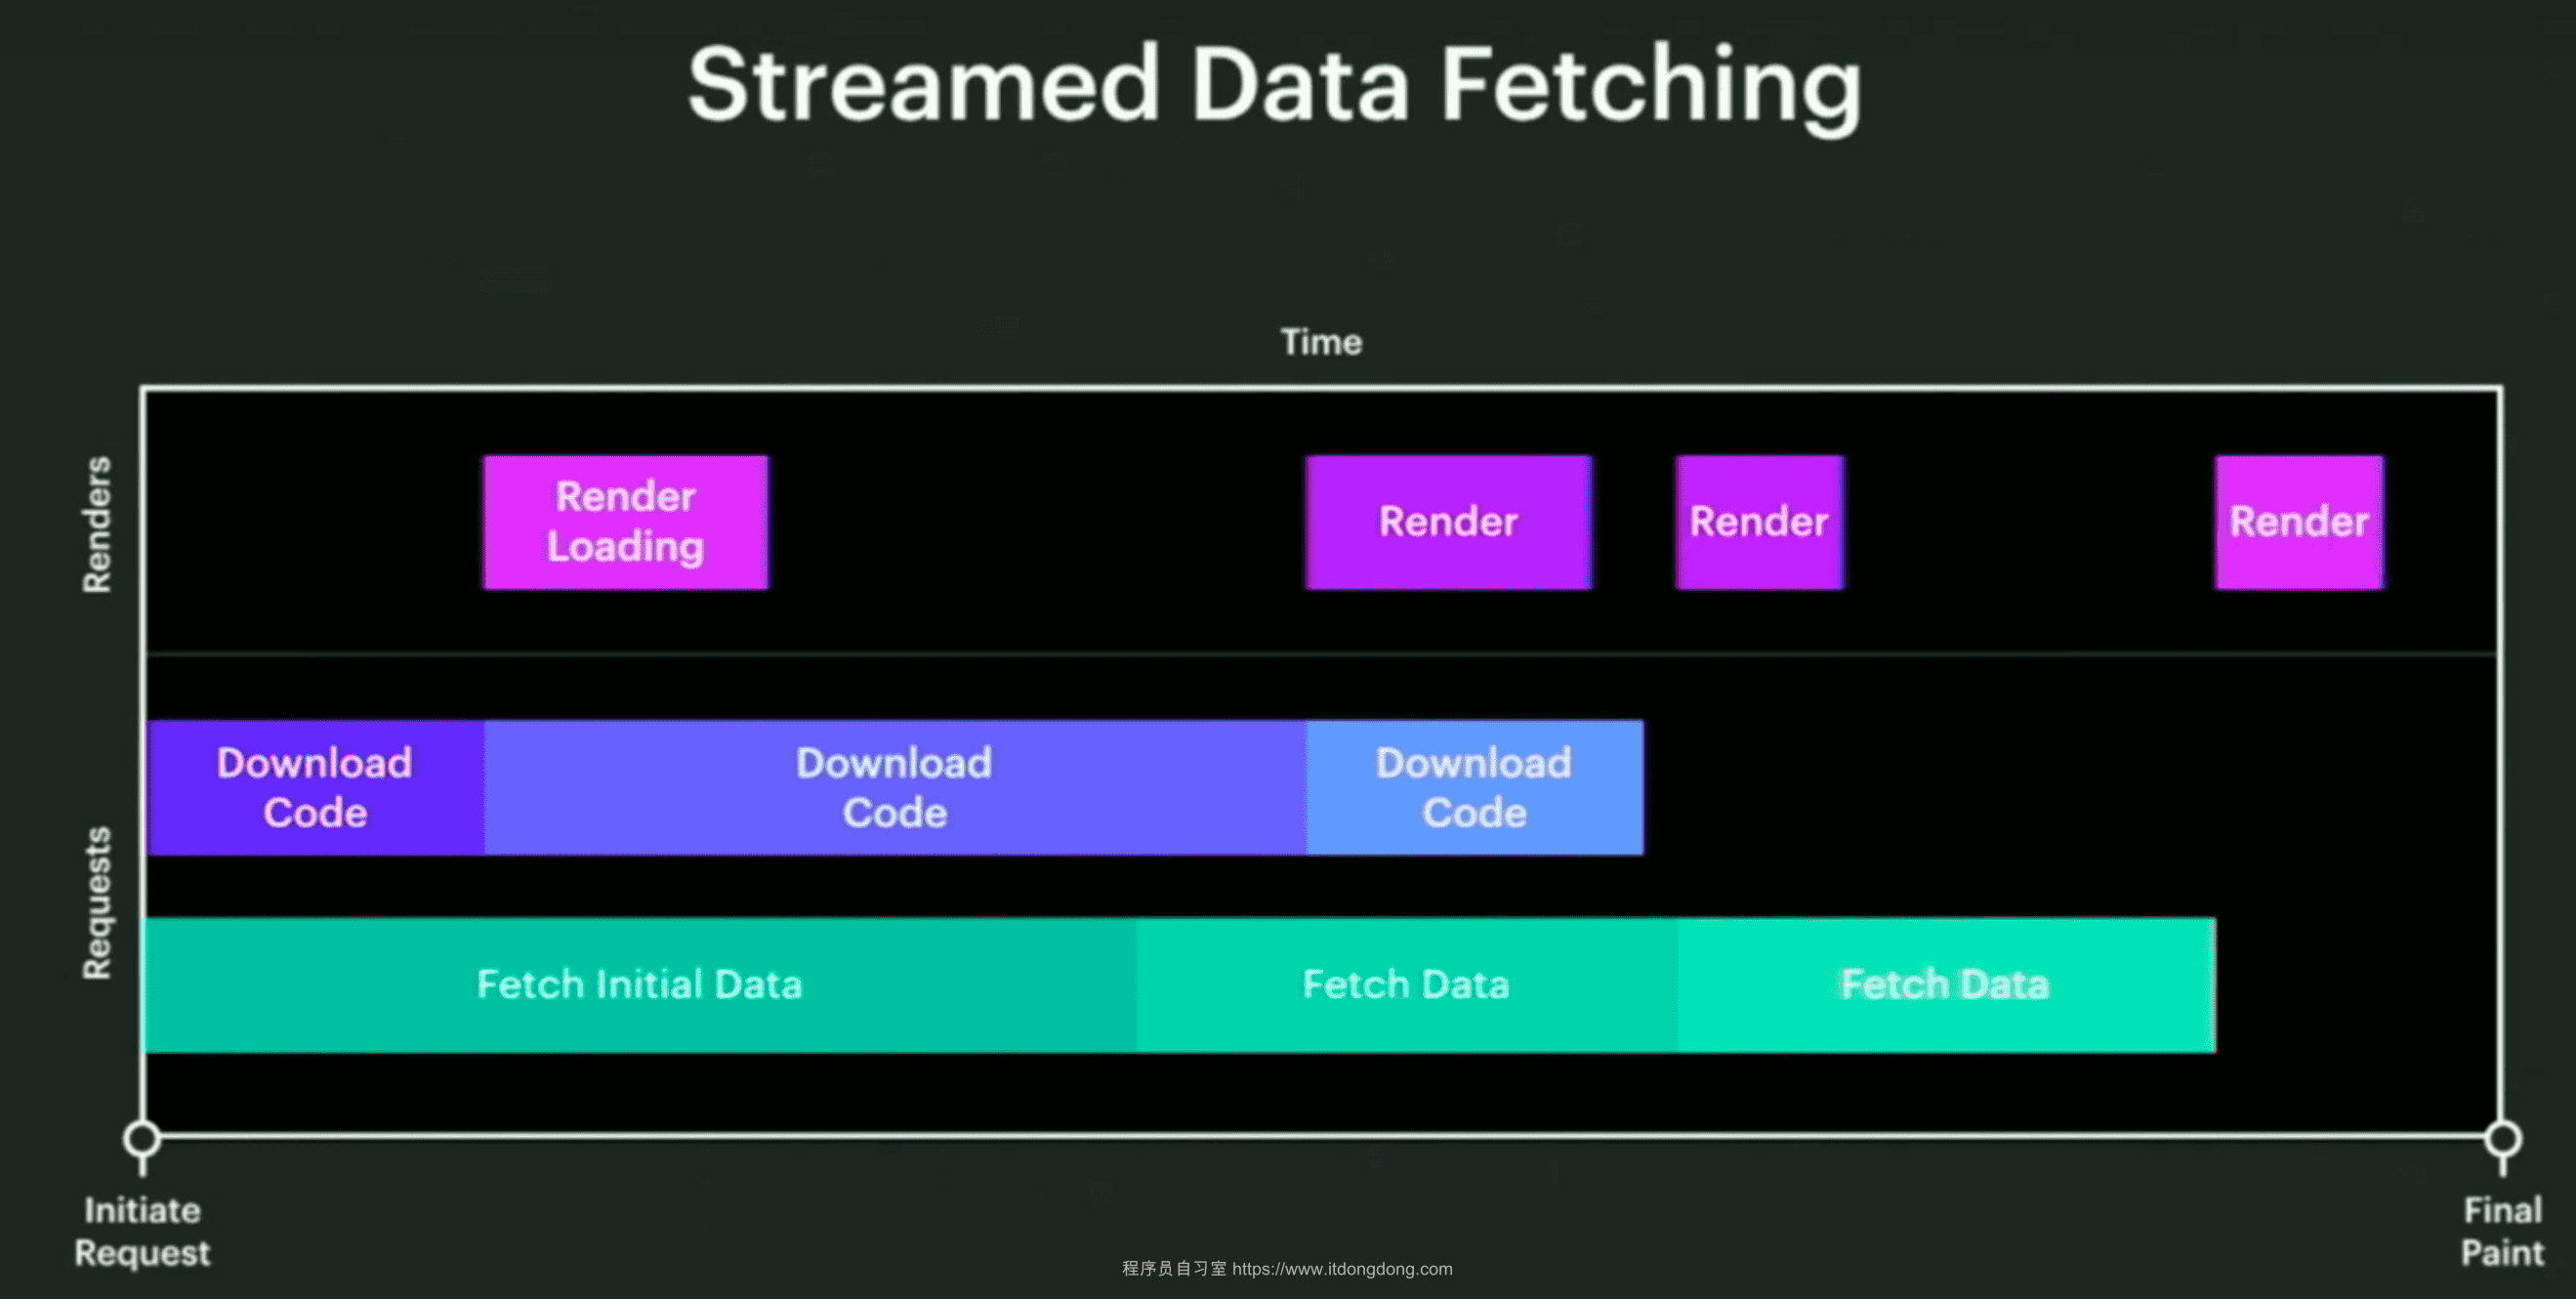 Streamed Data Fetching
Time
Renders
Render
Loading
Render
Render
Render
Requests
Download
Code
Download
Code
Download
Code
Fetch Initial Data
Fetch Data
Fetch Data
Initiate
Request
Final
Paint
程序员自习室 https://www.itdongdong.com